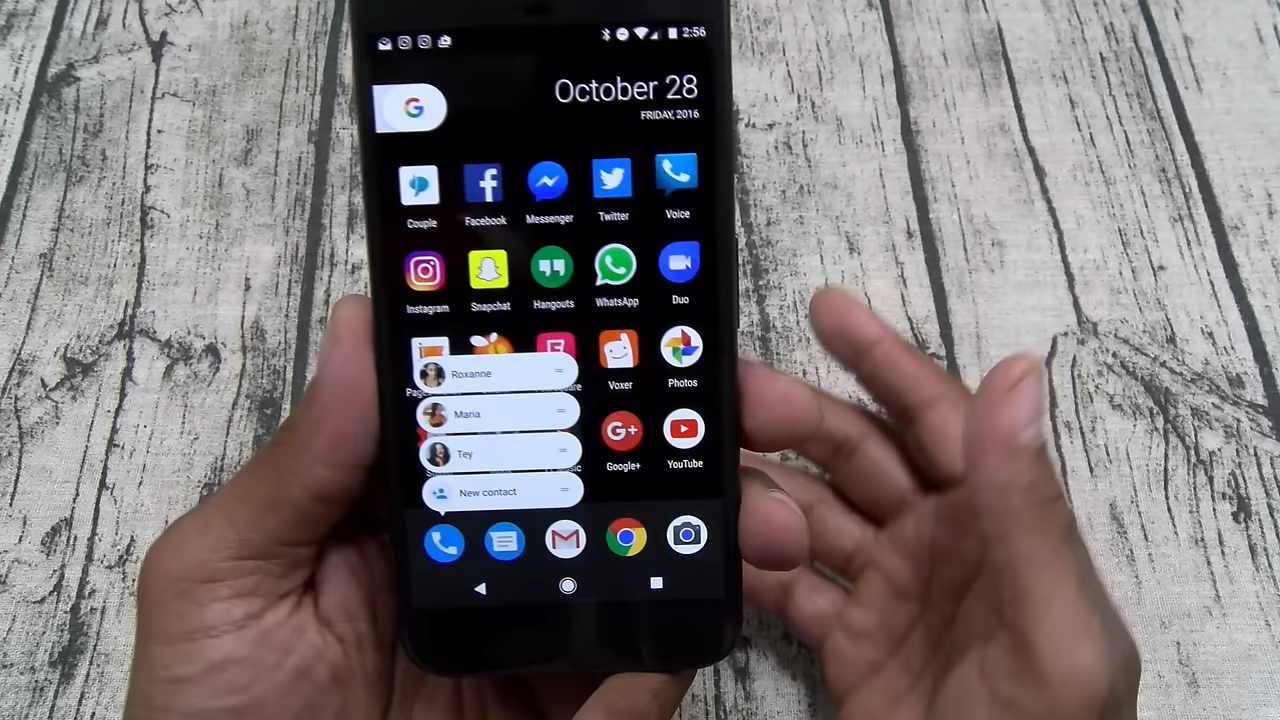 2:56
G
October 28
FRIDAY, 2016
Couple Facebook Messenger Twitter Voice
Instagram Snapchat Hangouts WhatsApp Duo
Roxanne
Voxer Photos
Maria
G+
Tey
Google+ YouTube
New contact